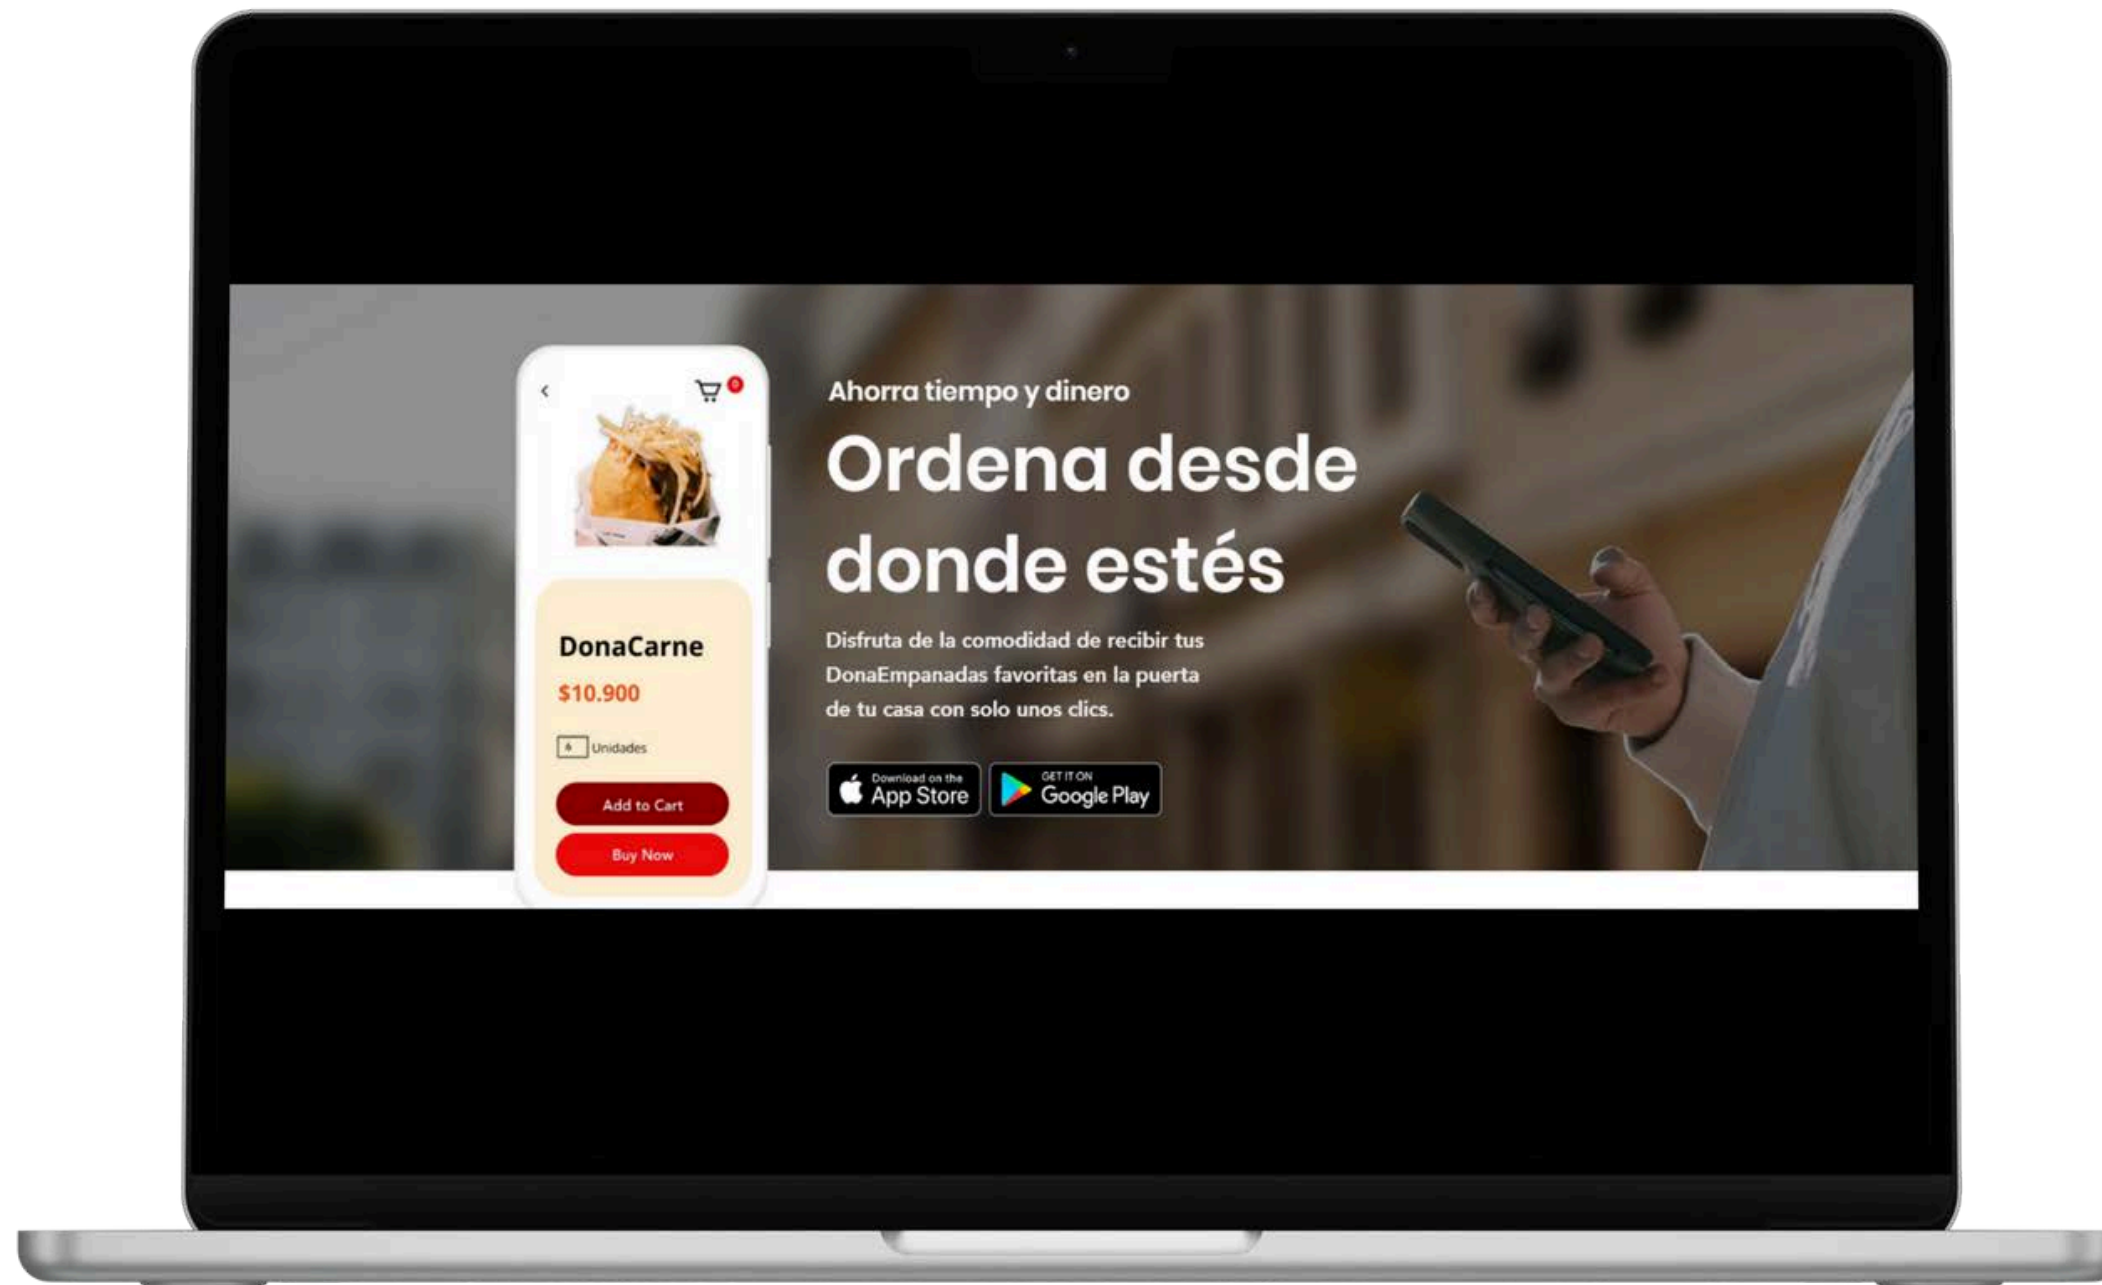 0
DonaCarne
$10.900
6 Unidades
Add to Cart
Buy Now
Ahorra tiempo y dinero
Ordena desde
donde estés
Disfruta de la comodidad de recibir tus
DonaEmpanadas favoritas en la puerta
de tu casa con solo unos clics.
Download on the
App Store
GET IT ON
Google Play